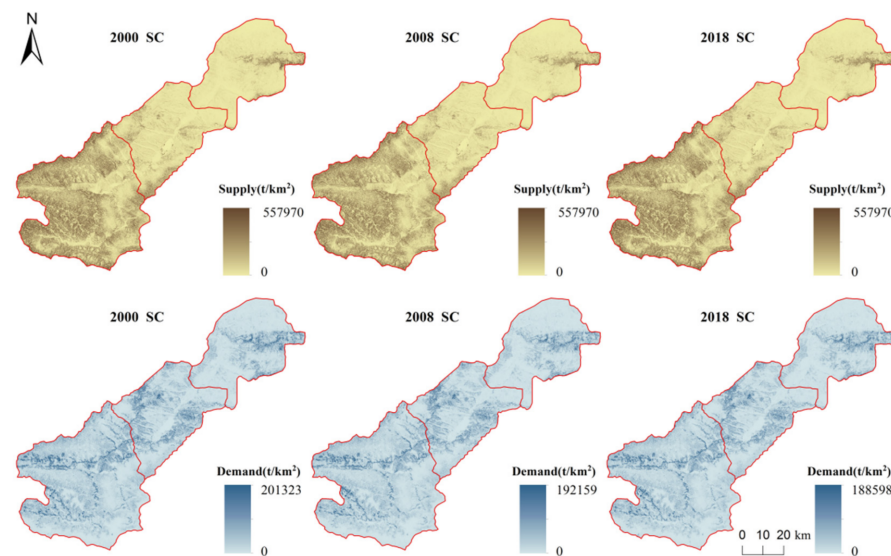 N
2000 SC
2008 SC
2018 SC
Supply(t/km²)
557970
0
Supply(t/km²)
557970
0
Supply(t/km²)
557970
0
2000 SC
2008 SC
2018 SC
Demand(t/km²)
201323
0
Demand(t/km²)
192159
0
Demand(t/km²)
188598
0
0 10 20 km